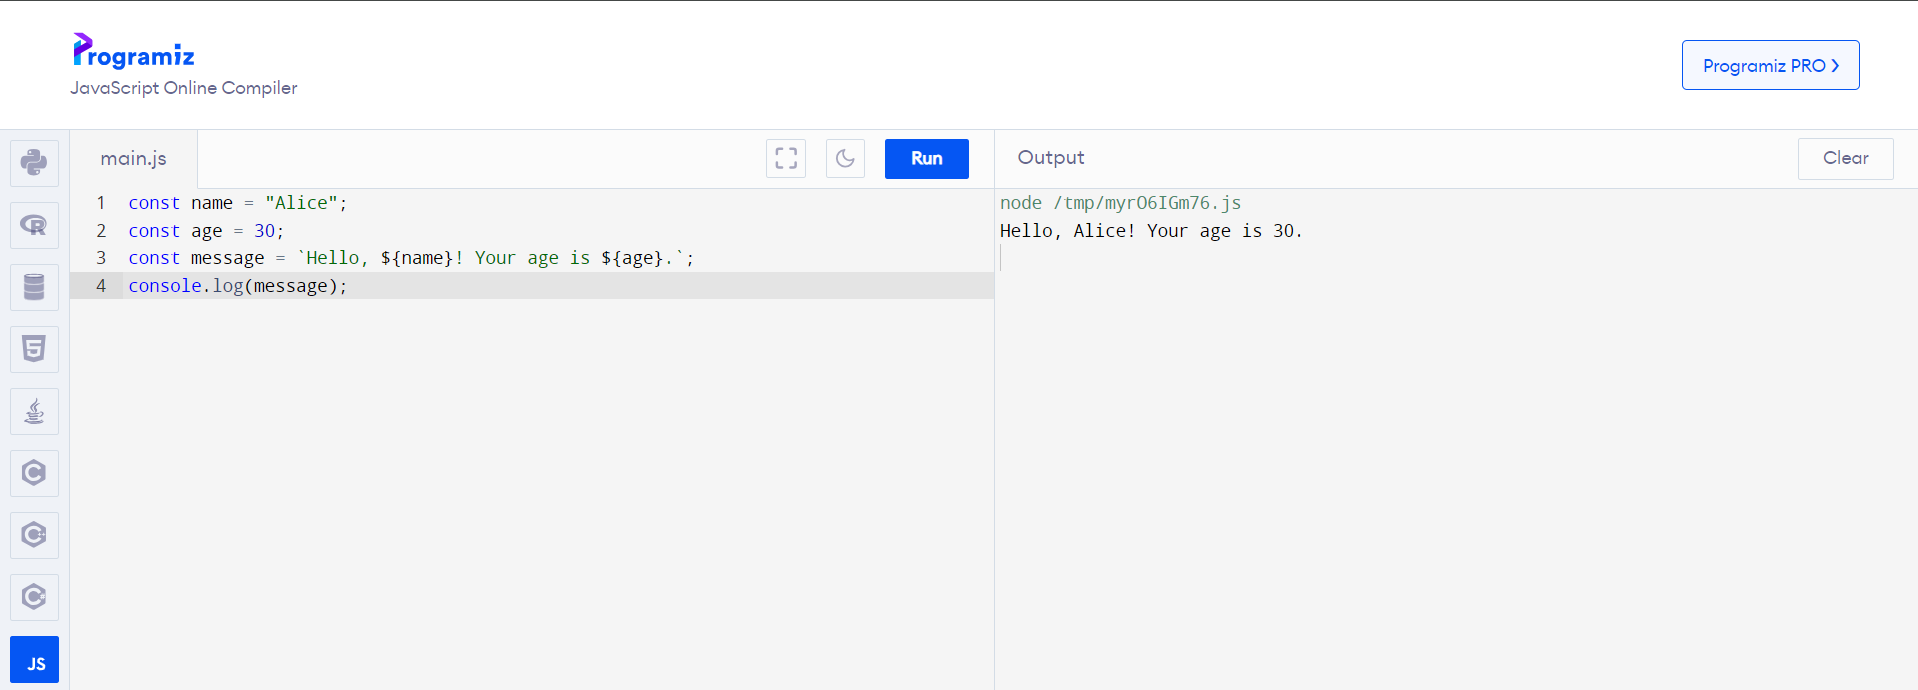 Programiz
JavaScript Online Compiler
Programiz PRO
main.js
Run
Output
Clear
1 const name = "Alice";
2 const age = 30;
3 const message = `Hello, ${name}! Your age is ${age}.`;
4 console.log(message);
node /tmp/myrO6IGm76.js
Hello, Alice! Your age is 30.
R
5
C
C++
C#
JS